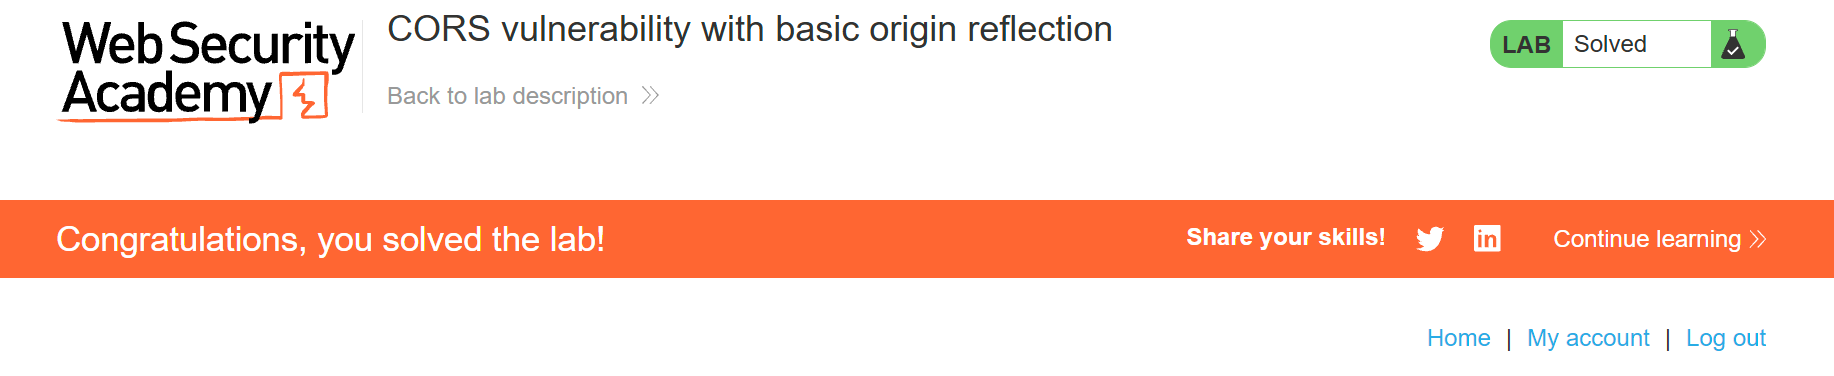 Web Security
Academy
CORS vulnerability with basic origin reflection
Back to lab description
LAB Solved
Congratulations, you solved the lab!
Share your skills!
Continue learning
Home | My account | Log out